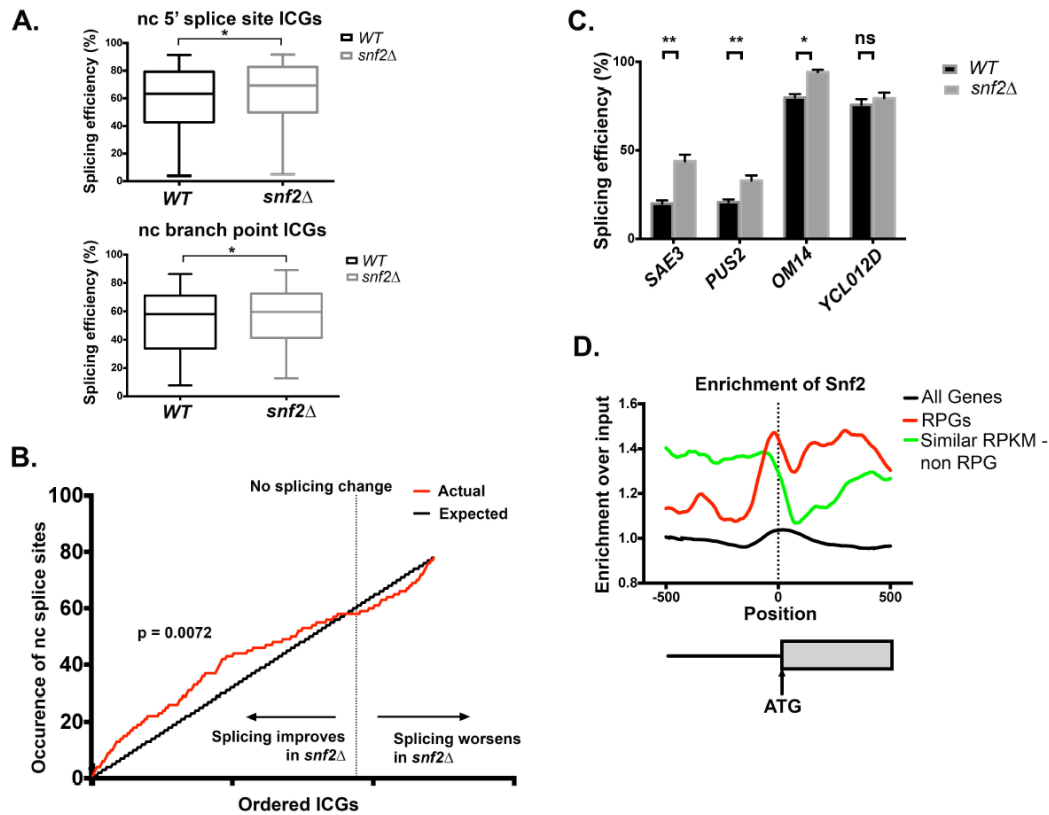 A.
nc 5' splice site ICGs
Splicing efficiency (%)
100
80
60
40
20
0
*
WT
snf2Δ
WT
snf2Δ
nc branch point ICGs
Splicing efficiency (%)
100
80
60
40
20
0
*
WT
snf2Δ
WT
snf2Δ
B.
Occurence of nc splice sites
100
80
60
40
20
0
No splicing change
Actual
Expected
p = 0.0072
Splicing improves
in snf2Δ
Splicing worsens
in snf2Δ
Ordered ICGs
C.
Splicing efficiency (%)
100
50
0
**
**
*
ns
WT
snf2Δ
SAE3
PUS2
OM14
YCL012D
D.
Enrichment of Snf2
Enrichment over input
1.6
1.4
1.2
1.0
0.8
All Genes
RPGs
Similar RPKM -
non RPG
-500
0
500
Position
ATG